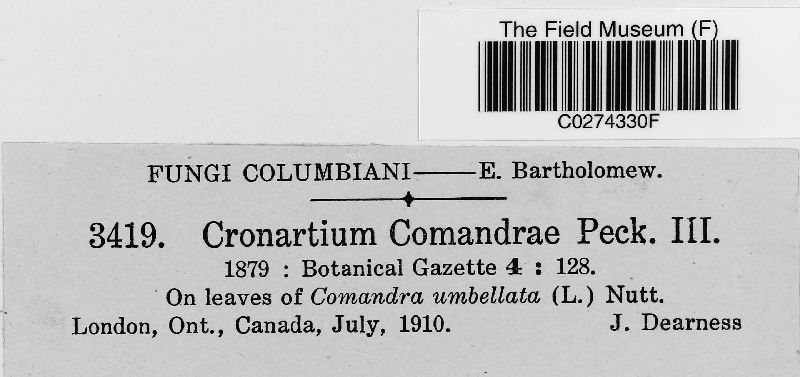 The Field Museum (F)
C0274330F
FUNGI COLUMBIANI——E. Bartholomew.
3419. Cronartium Comandrae Peck. III.
1879 : Botanical Gazette 4 : 128.
On leaves of Comandra umbellata (L.) Nutt.
London, Ont., Canada, July, 1910. J. Dearness